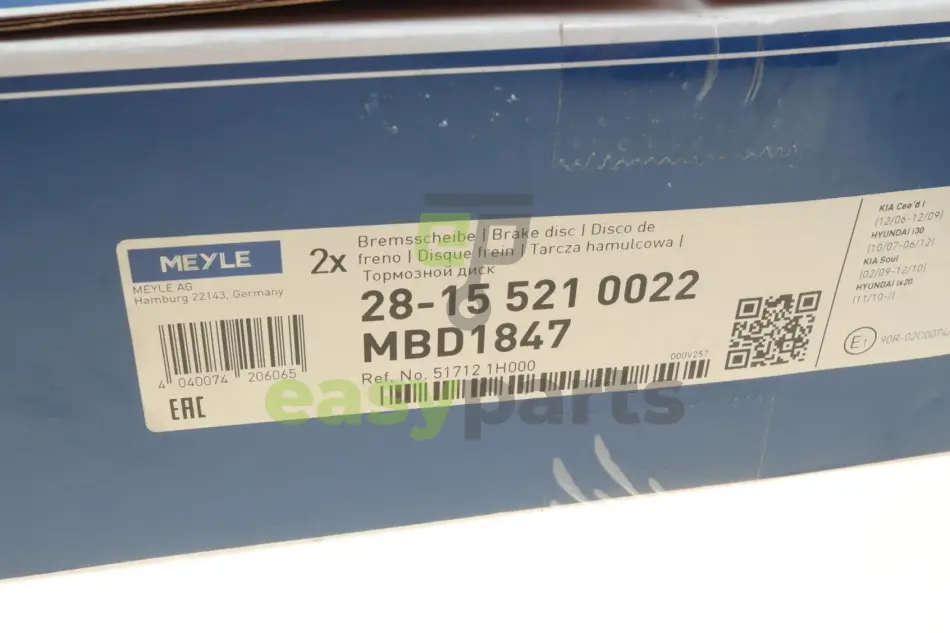 MEYLE
MEYLE AG
Hamburg 22143, Germany
4 040074 206065
EAC
2x
Bremsscheibe | Brake disc | Disco de
freno | Disque frein | Tarcza hamulcowa |
Тормозной диск
28-15 521 0022
MBD1847
Ref. No. 51712 1H000
000V257
KIA Cee'd I
(12/06-12/09)
HYUNDAI i30
(10/07-06/12)
KIA Soul
(02/09-12/10)
HYUNDAI ix20
(11/10-/)
E1
easyparts